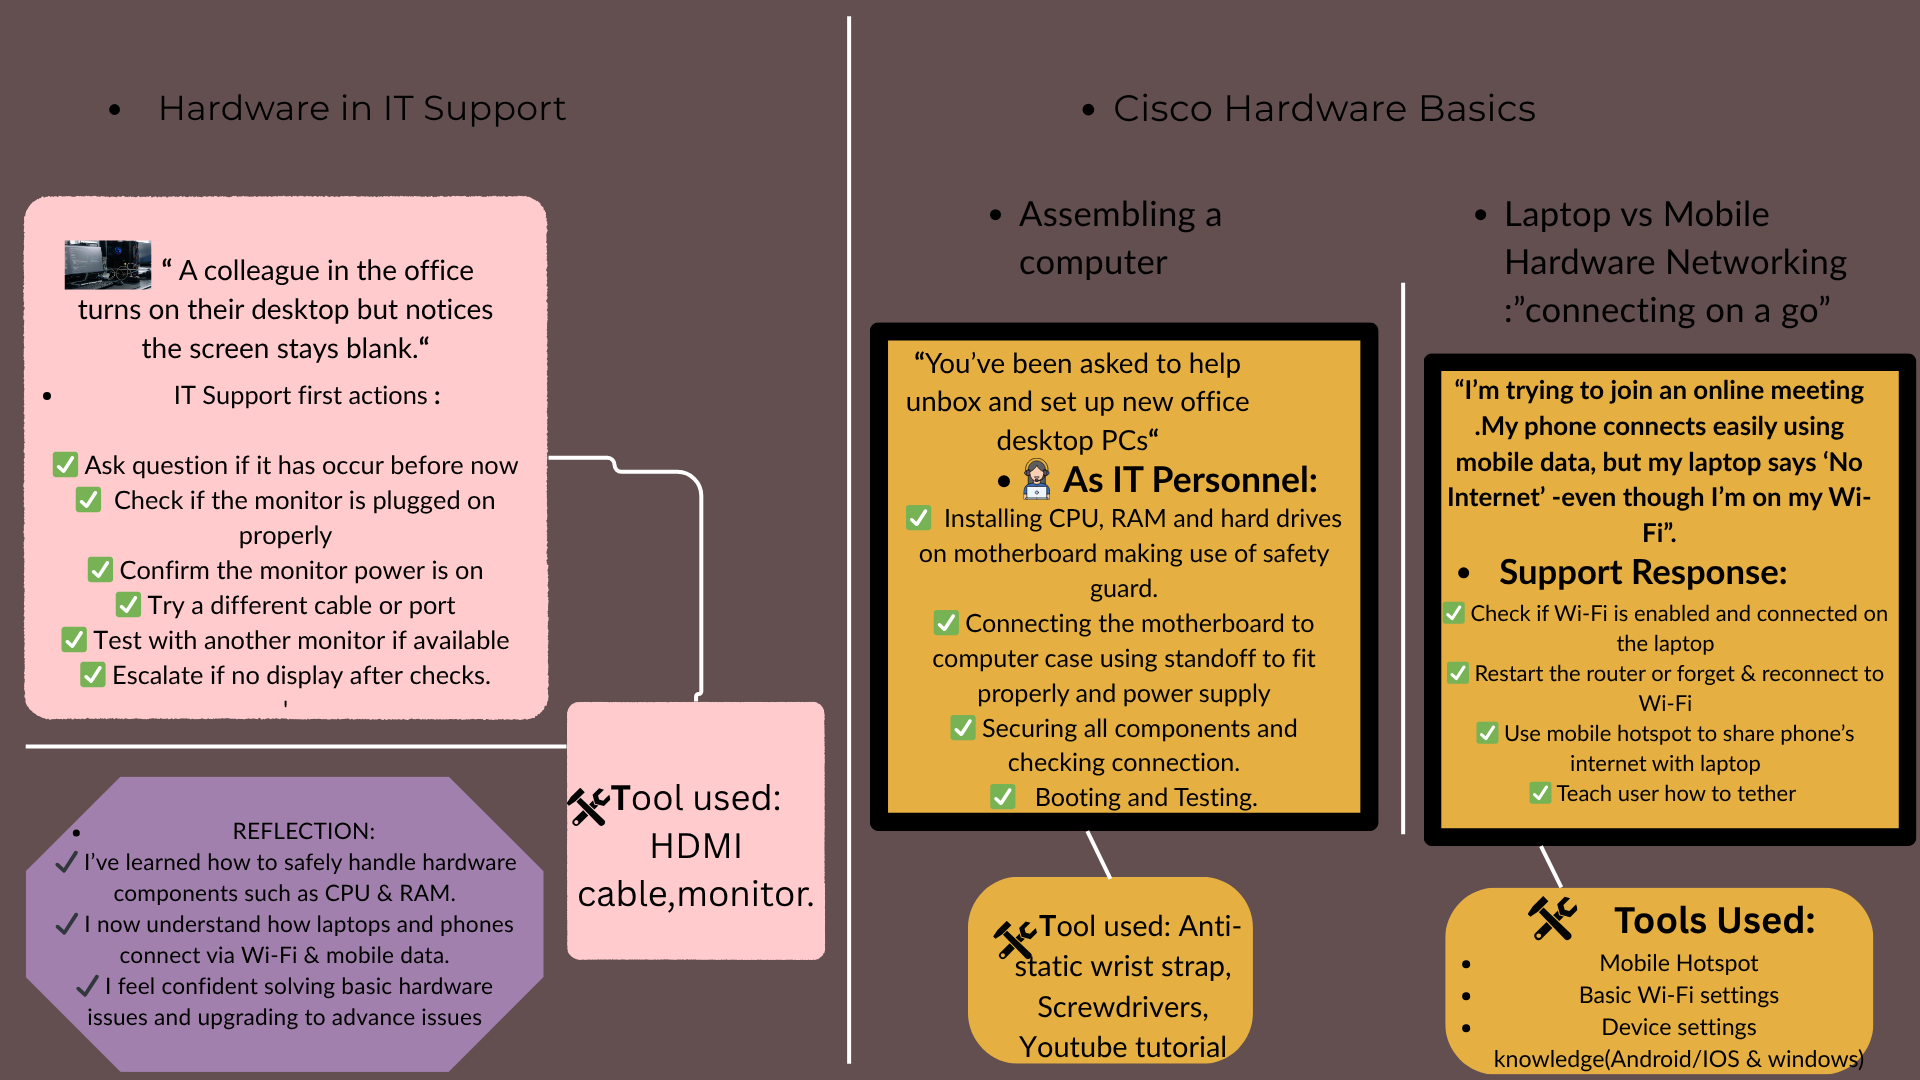 • Hardware in IT Support
“ A colleague in the office
turns on their desktop but notices
the screen stays blank.“
• IT Support first actions :
✅ Ask question if it has occur before now
✅ Check if the monitor is plugged on
properly
✅ Confirm the monitor power is on
✅ Try a different cable or port
✅ Test with another monitor if available
✅ Escalate if no display after checks.
'
🛠Tool used:
HDMI
cable,monitor.
• REFLECTION:
✔ I’ve learned how to safely handle hardware
components such as CPU & RAM.
✔ I now understand how laptops and phones
connect via Wi-Fi & mobile data.
✔ I feel confident solving basic hardware
issues and upgrading to advance issues
• Cisco Hardware Basics
• Assembling a
computer
“You’ve been asked to help
unbox and set up new office
desktop PCs“
• 👩‍💻 As IT Personnel:
✅ Installing CPU, RAM and hard drives
on motherboard making use of safety
guard.
✅ Connecting the motherboard to
computer case using standoff to fit
properly and power supply
✅ Securing all components and
checking connection.
✅ Booting and Testing.
🛠Tool used: Anti-
static wrist strap,
Screwdrivers,
Youtube tutorial
• Laptop vs Mobile
Hardware Networking
:”connecting on a go”
“I’m trying to join an online meeting
.My phone connects easily using
mobile data, but my laptop says ‘No
Internet’ -even though I’m on my Wi-
Fi”.
• Support Response:
✅ Check if Wi-Fi is enabled and connected on
the laptop
✅ Restart the router or forget & reconnect to
Wi-Fi
✅ Use mobile hotspot to share phone’s
internet with laptop
✅ Teach user how to tether
🛠 Tools Used:
• Mobile Hotspot
• Basic Wi-Fi settings
• Device settings
knowledge(Android/IOS & windows)